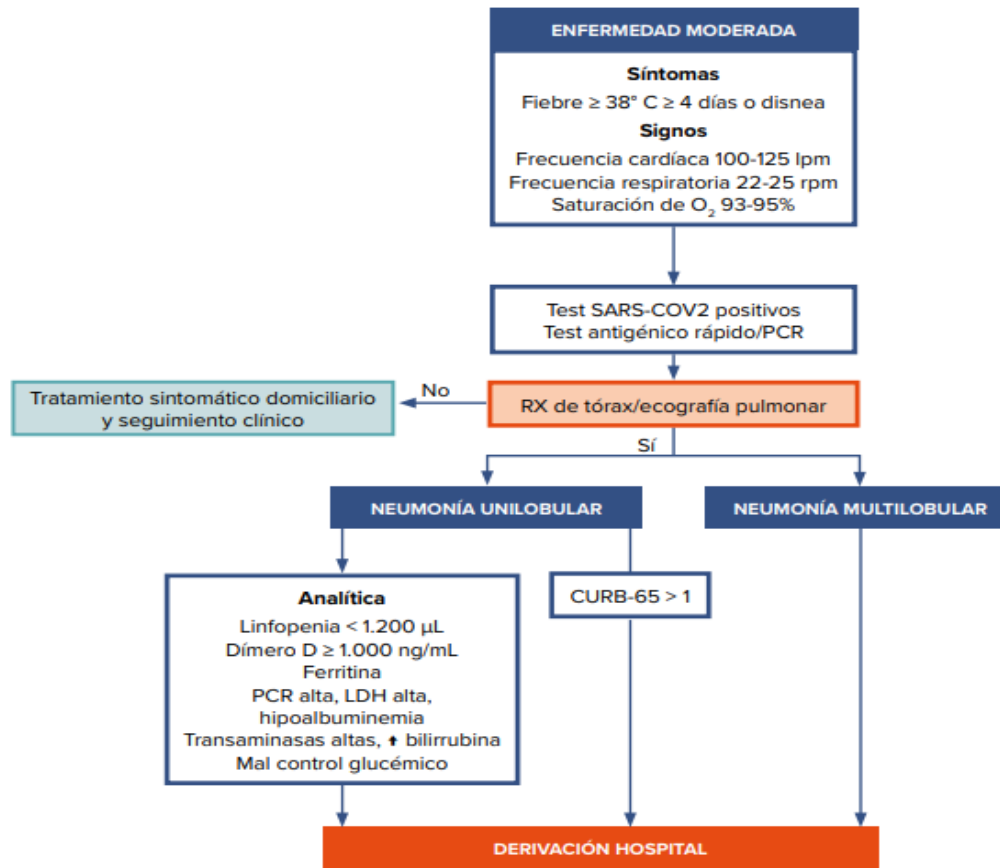 ENFERMEDAD MODERADA
Síntomas
Fiebre ≥ 38° C ≥ 4 días o disnea
Signos
Frecuencia cardíaca 100-125 lpm
Frecuencia respiratoria 22-25 rpm
Saturación de O₂ 93-95%
Test SARS-COV2 positivos
Test antigénico rápido/PCR
No
Tratamiento sintomático domiciliario
y seguimiento clínico
RX de tórax/ecografía pulmonar
Sí
NEUMONÍA UNILOBULAR
NEUMONÍA MULTILOBULAR
Analítica
Linfopenia < 1.200 µL
Dímero D ≥ 1.000 ng/mL
Ferritina
PCR alta, LDH alta,
hipoalbuminemia
Transaminasas altas, ↑ bilirrubina
Mal control glucémico
CURB-65 > 1
DERIVACIÓN HOSPITAL